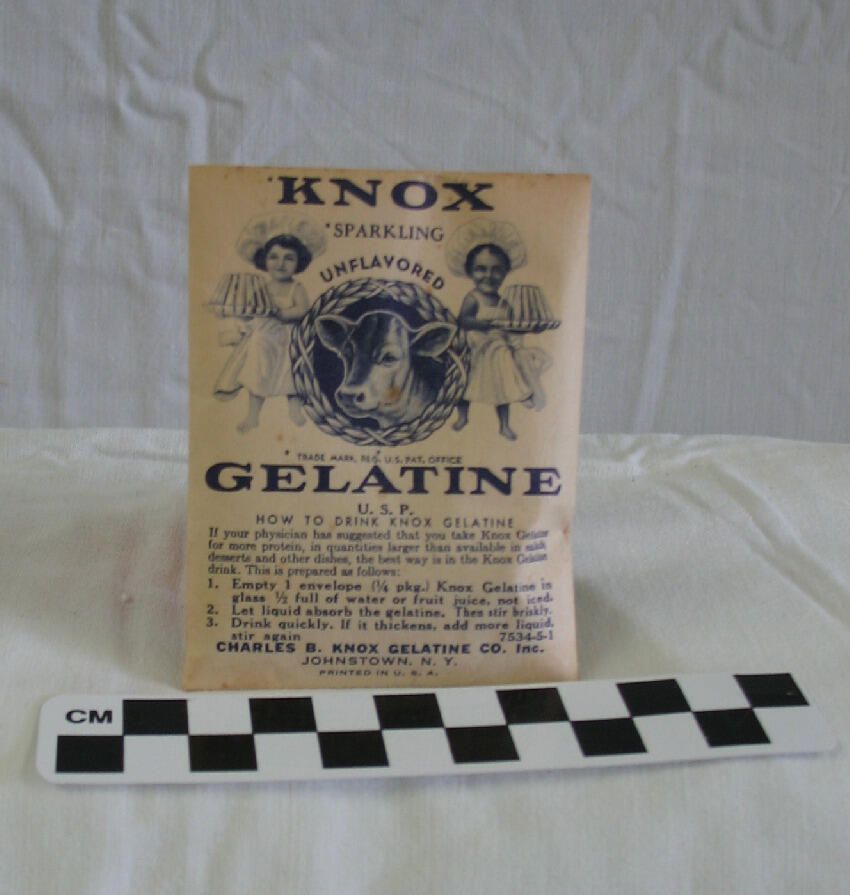 KNOX
SPARKLING
UNFLAVORED
TRADE MARK, REG. U.S. PAT. OFFICE
GELATINE
U. S. P.
HOW TO DRINK KNOX GELATINE
If your physician has suggested that you take Knox Gelatine
for more protein, in quantities larger than available in salads,
desserts and other dishes, the best way is in the Knox Gelatine
drink. This is prepared as follows:
1. Empty 1 envelope (¼ pkg.) Knox Gelatine in
glass ½ full of water or fruit juice, not iced.
2. Let liquid absorb the gelatine. Then stir briskly.
3. Drink quickly. If it thickens, add more liquid,
stir again 7534-5-1
CHARLES B. KNOX GELATINE CO. Inc.
JOHNSTOWN, N. Y.
PRINTED IN U. S. A.
CM